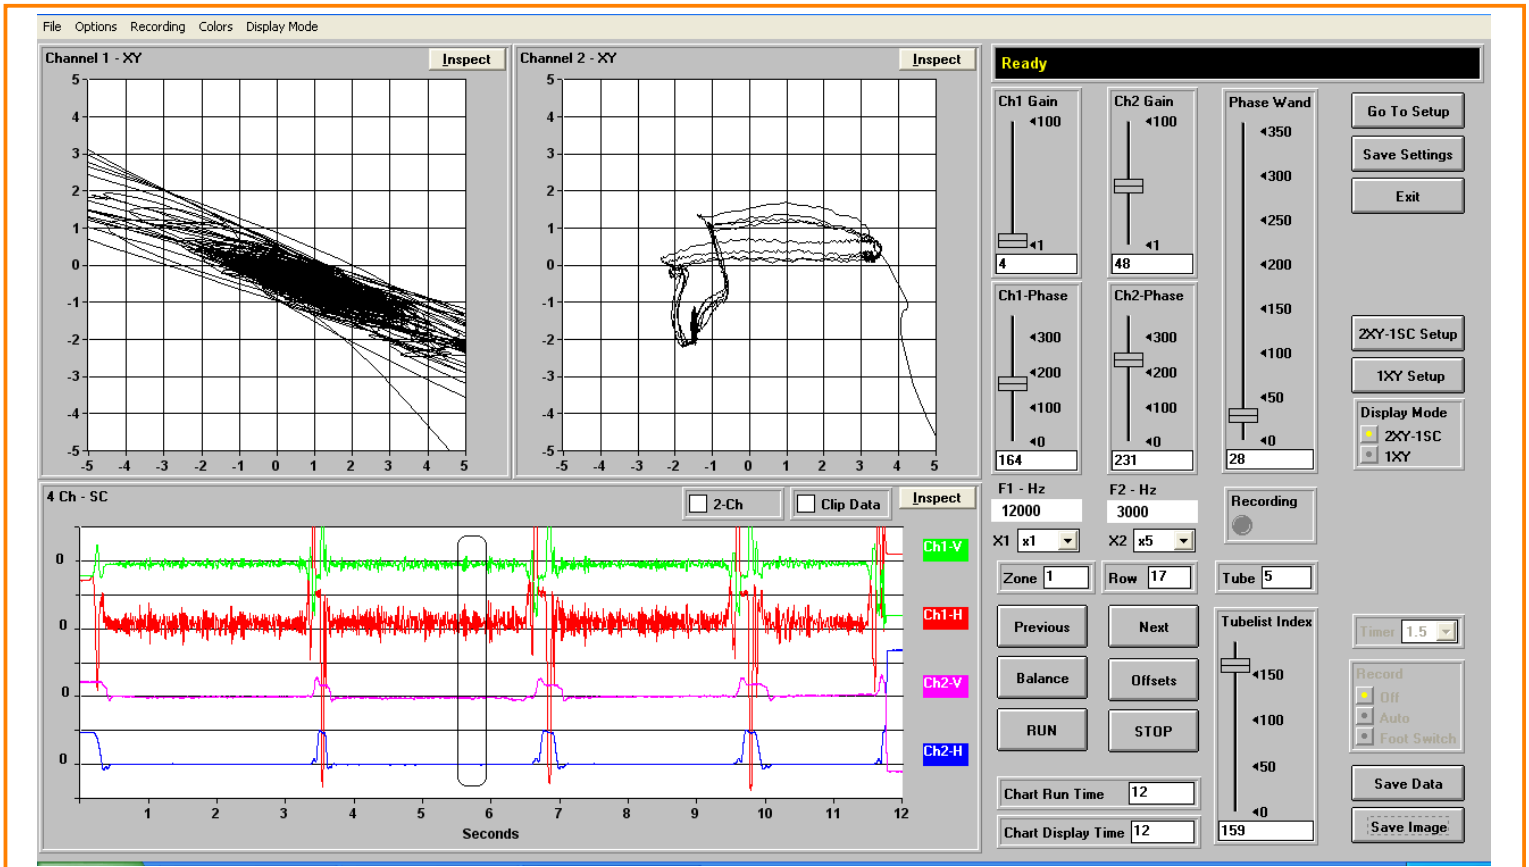 File Options Recording Colors Display Mode
Channel 1 - XY
Inspect
5
4
3
2
1
0
-1
-2
-3
-4
-5
-5 -4 -3 -2 -1 0 1 2 3 4 5
Channel 2 - XY
Inspect
5
4
3
2
1
0
-1
-2
-3
-4
-5
-5 -4 -3 -2 -1 0 1 2 3 4 5
4 Ch - SC
2-Ch
Clip Data
Inspect
0
0
0
0
Ch1-V
Ch1-H
Ch2-V
Ch2-H
1 2 3 4 5 6 7 8 9 10 11 12
Seconds
Ready
Ch1 Gain
100
1
4
Ch2 Gain
100
1
48
Phase Wand
350
300
250
200
150
100
50
0
28
Ch1-Phase
300
200
100
0
164
Ch2-Phase
300
200
100
0
231
Go To Setup
Save Settings
Exit
2XY-1SC Setup
1XY Setup
Display Mode
2XY-1SC
1XY
F1 - Hz
12000
F2 - Hz
3000
X1 x1
X2 x5
Recording
Zone 1
Row 17
Tube 5
Previous
Next
Balance
Offsets
RUN
STOP
Tubelist Index
150
100
50
0
159
Timer 1.5
Record
Off
Auto
Foot Switch
Chart Run Time 12
Chart Display Time 12
Save Data
Save Image